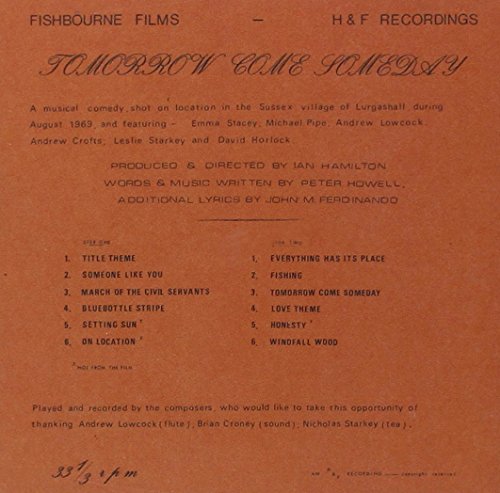 FISHBOURNE FILMS — H & F RECORDINGS
TOMORROW COME SOMEDAY
A musical comedy shot on location in the Sussex village of Lurgashall during
August 1969, and featuring - Emma Stacey; Michael Pipe, Andrew Lowcock,
Andrew Crofts; Leslie Starkey and David Horlock.
PRODUCED & DIRECTED BY IAN HAMILTON
WORDS & MUSIC WRITTEN BY PETER HOWELL,
ADDITIONAL LYRICS BY JOHN M. FERDINANDO
Side One
1. TITLE THEME
2. SOMEONE LIKE YOU
3. MARCH OF THE CIVIL SERVANTS
4. BLUEBOTTLE STRIPE
5. SETTING SUN *
6. ON LOCATION *
* NOT FROM THE FILM
Side Two
1. EVERYTHING HAS ITS PLACE
2. FISHING
3. TOMORROW COME SOMEDAY
4. LOVE THEME
5. HONESTY *
6. WINDFALL WOOD
Played and recorded by the composers, who would like to take this opportunity of
thanking Andrew Lowcock (flute); Brian Croney (sound); Nicholas Starkey (tea).
33 1/3 rpm
AN H & F RECORDING —— copyright reserved